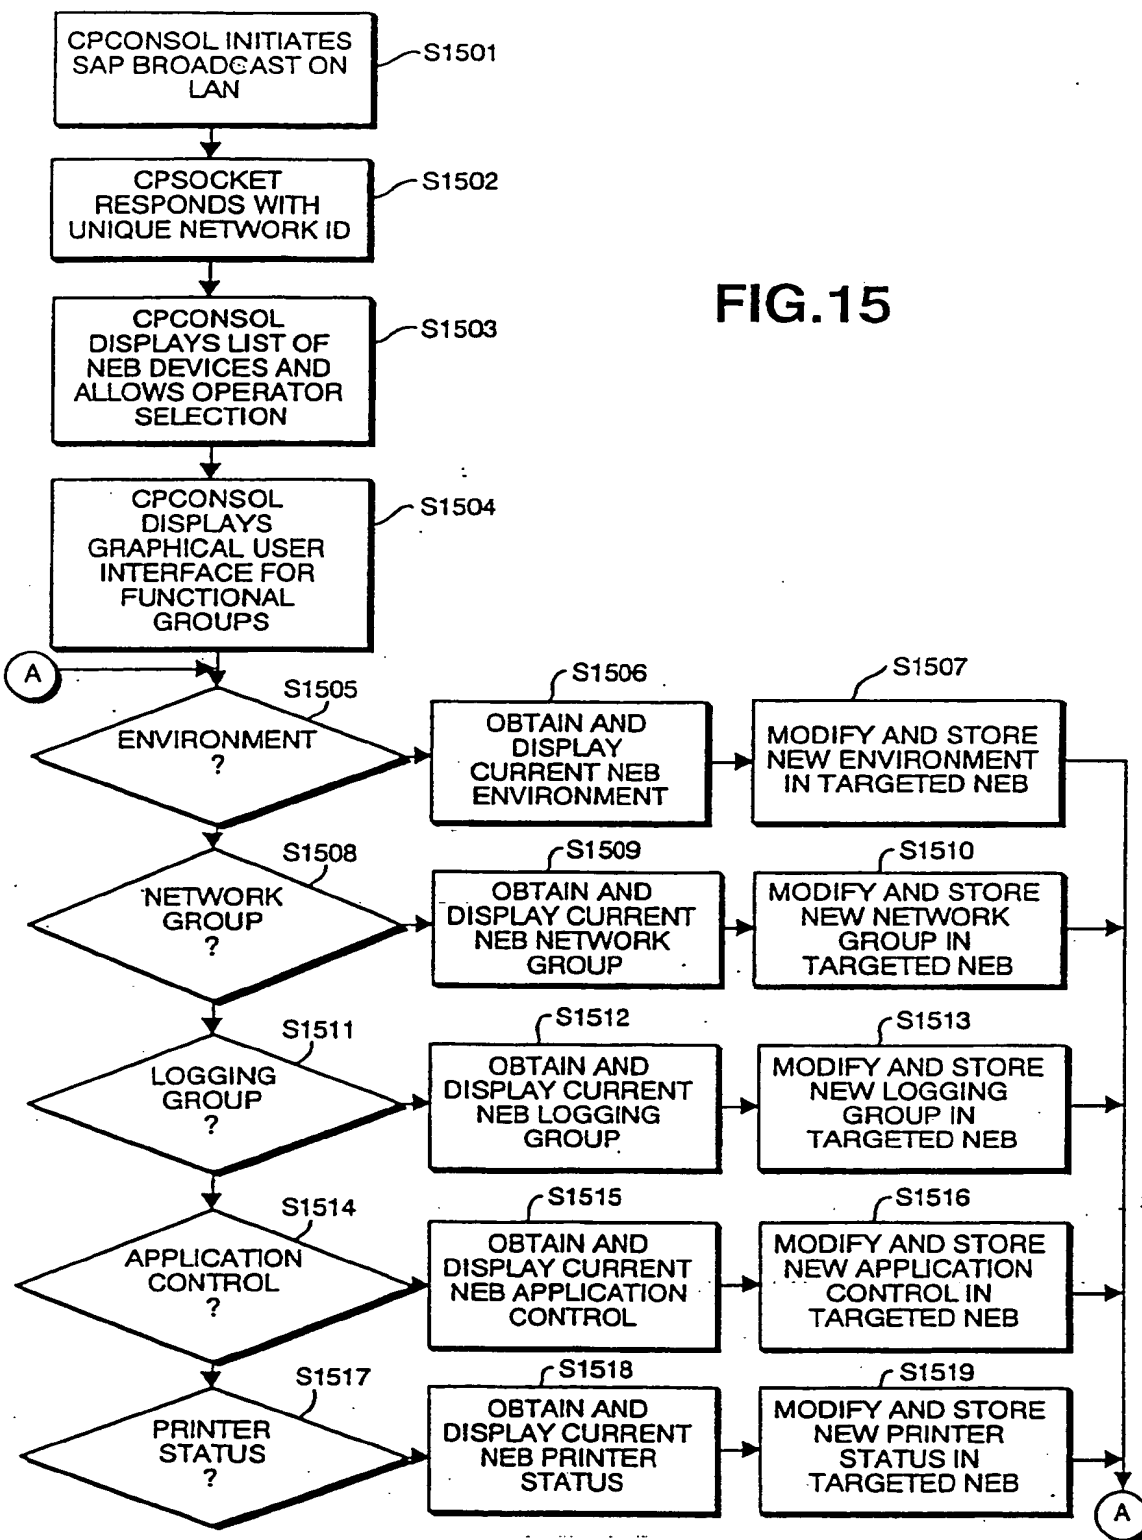 CPCONSOL INITIATES
SAP BROADCAST ON
LAN
S1501
CPSOCKET
RESPONDS WITH
UNIQUE NETWORK ID
S1502
CPCONSOL
DISPLAYS LIST OF
NEB DEVICES AND
ALLOWS OPERATOR
SELECTION
S1503
FIG.15
CPCONSOL
DISPLAYS
GRAPHICAL USER
INTERFACE FOR
FUNCTIONAL
GROUPS
S1504
A
ENVIRONMENT
?
S1505
OBTAIN AND
DISPLAY
CURRENT NEB
ENVIRONMENT
S1506
MODIFY AND STORE
NEW ENVIRONMENT
IN TARGETED NEB
S1507
NETWORK
GROUP
?
S1508
OBTAIN AND
DISPLAY CURRENT
NEB NETWORK
GROUP
S1509
MODIFY AND STORE
NEW NETWORK
GROUP IN
TARGETED NEB
S1510
LOGGING
GROUP
?
S1511
OBTAIN AND
DISPLAY CURRENT
NEB LOGGING
GROUP
S1512
MODIFY AND STORE
NEW LOGGING
GROUP IN
TARGETED NEB
S1513
APPLICATION
CONTROL
?
S1514
OBTAIN AND
DISPLAY CURRENT
NEB APPLICATION
CONTROL
S1515
MODIFY AND STORE
NEW APPLICATION
CONTROL IN
TARGETED NEB
S1516
PRINTER
STATUS
?
S1517
OBTAIN AND
DISPLAY CURRENT
NEB PRINTER
STATUS
S1518
MODIFY AND STORE
NEW PRINTER
STATUS IN
TARGETED NEB
S1519
A